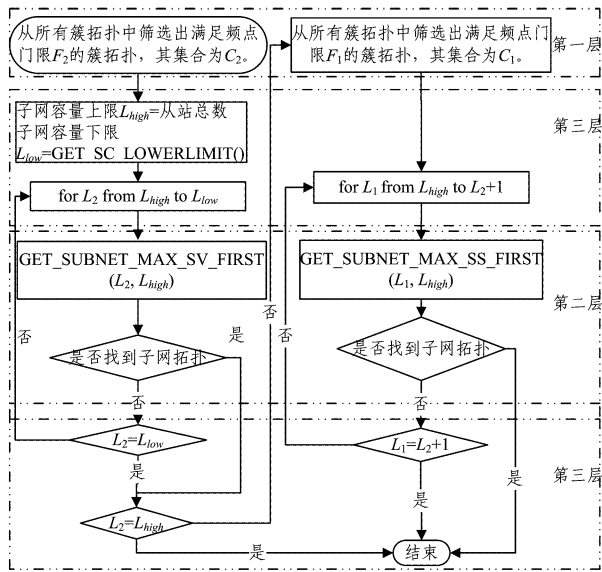 从所有簇拓扑中筛选出满足频点
门限F2的簇拓扑，其集合为C2。
从所有簇拓扑中筛选出满足频点门
限F1的簇拓扑，其集合为C1。
第一层
子网容量上限Lhigh=从站总数
子网容量下限
Llow=GET_SC_LOWERLIMIT()
第三层
for L2 from Lhigh to Llow
for L1 from Lhigh to L2+1
GET_SUBNET_MAX_SV_FIRST
(L2, Lhigh)
GET_SUBNET_MAX_SS_FIRST
(L1, Lhigh)
第二层
否
是
否
否
是否找到子网拓扑
是否找到子网拓扑
否
否
L2=Llow
L1=L2+1
是
是
是
第三层
L2=Lhigh
是
结束